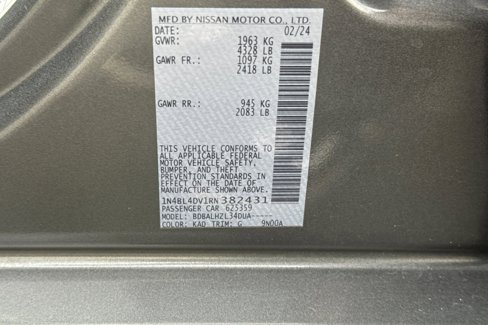 MFD BY NISSAN MOTOR CO., LTD.
DATE: 02/24
GVWR: 1963 KG
4328 LB
GAWR FR.: 1097 KG
2418 LB
GAWR RR.: 945 KG
2083 LB
THIS VEHICLE CONFORMS TO
ALL APPLICABLE FEDERAL
MOTOR VEHICLE SAFETY,
BUMPER, AND THEFT
PREVENTION STANDARDS IN
EFFECT ON THE DATE OF
MANUFACTURE SHOWN ABOVE.
1N4BL4DV1RN382431
PASSENGER CAR 625359
MODEL: BDBALHZL34DUA-----
COLOR: KAD TRIM: G 9N00A